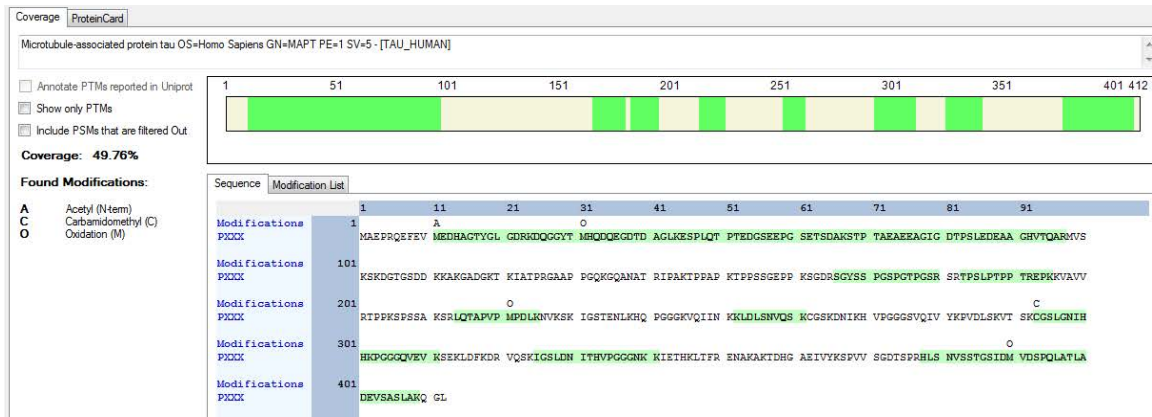 Coverage ProteinCard
Microtubule-associated protein tau OS=Homo Sapiens GN=MAPT PE=1 SV=5 - [TAU_HUMAN]
Annotate PTMs reported in Uniprot
Show only PTMs
Include PSMs that are filtered Out
Coverage: 49.76%
Found Modifications:
A Acetyl (N-term)
C Carbamidomethyl (C)
O Oxidation (M)
1 51 101 151 201 251 301 351 401 412
Sequence Modification List
1 11 21 31 41 51 61 71 81 91
Modifications 1 A O
PXXX MAEPRQEFEV MEDHAGTYGL GDRKDQGGYT MHQDQEGDTD AGLKESPLQT PTEDGSEEPG SETSDAKSTP TAEAEEAGIG DTPSLEDEAA GHVTQARMVS
Modifications 101
PXXX KSKDGTGSDD KKAKGADGKT KIATPRGAAP PGQKGQANAT RIPAKTPPAP KTPPSSGEPP KSGDRSGYSS PGSPGTPGSR SRTPSLPTPP TREPKKVAVV
Modifications 201 O C
PXXX RTPPKSPSSA KSRLQTAPVP MPDLKNVKSK IGSTENLKHQ PGGGKVQIIN KKLDLSNVQS KCGSKDNIKH VPGGGSVQIV YKPVDLSKVT SKCGSLGNIH
Modifications 301 O
PXXX HKPGGGQVEV KSEKLDFKDR VQSKIGSLDN ITHVPGGGNK KIETHKLTFR ENAKAKTDHG AEIVYKSPVV SGDTSPRHLS NVSSTGSIDM VDSPQLATLA
Modifications 401
PXXX DEVSASLAKQ GL